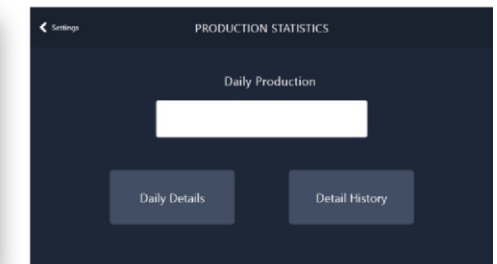 Settings
PRODUCTION STATISTICS
Daily Production
Daily Details
Detail History